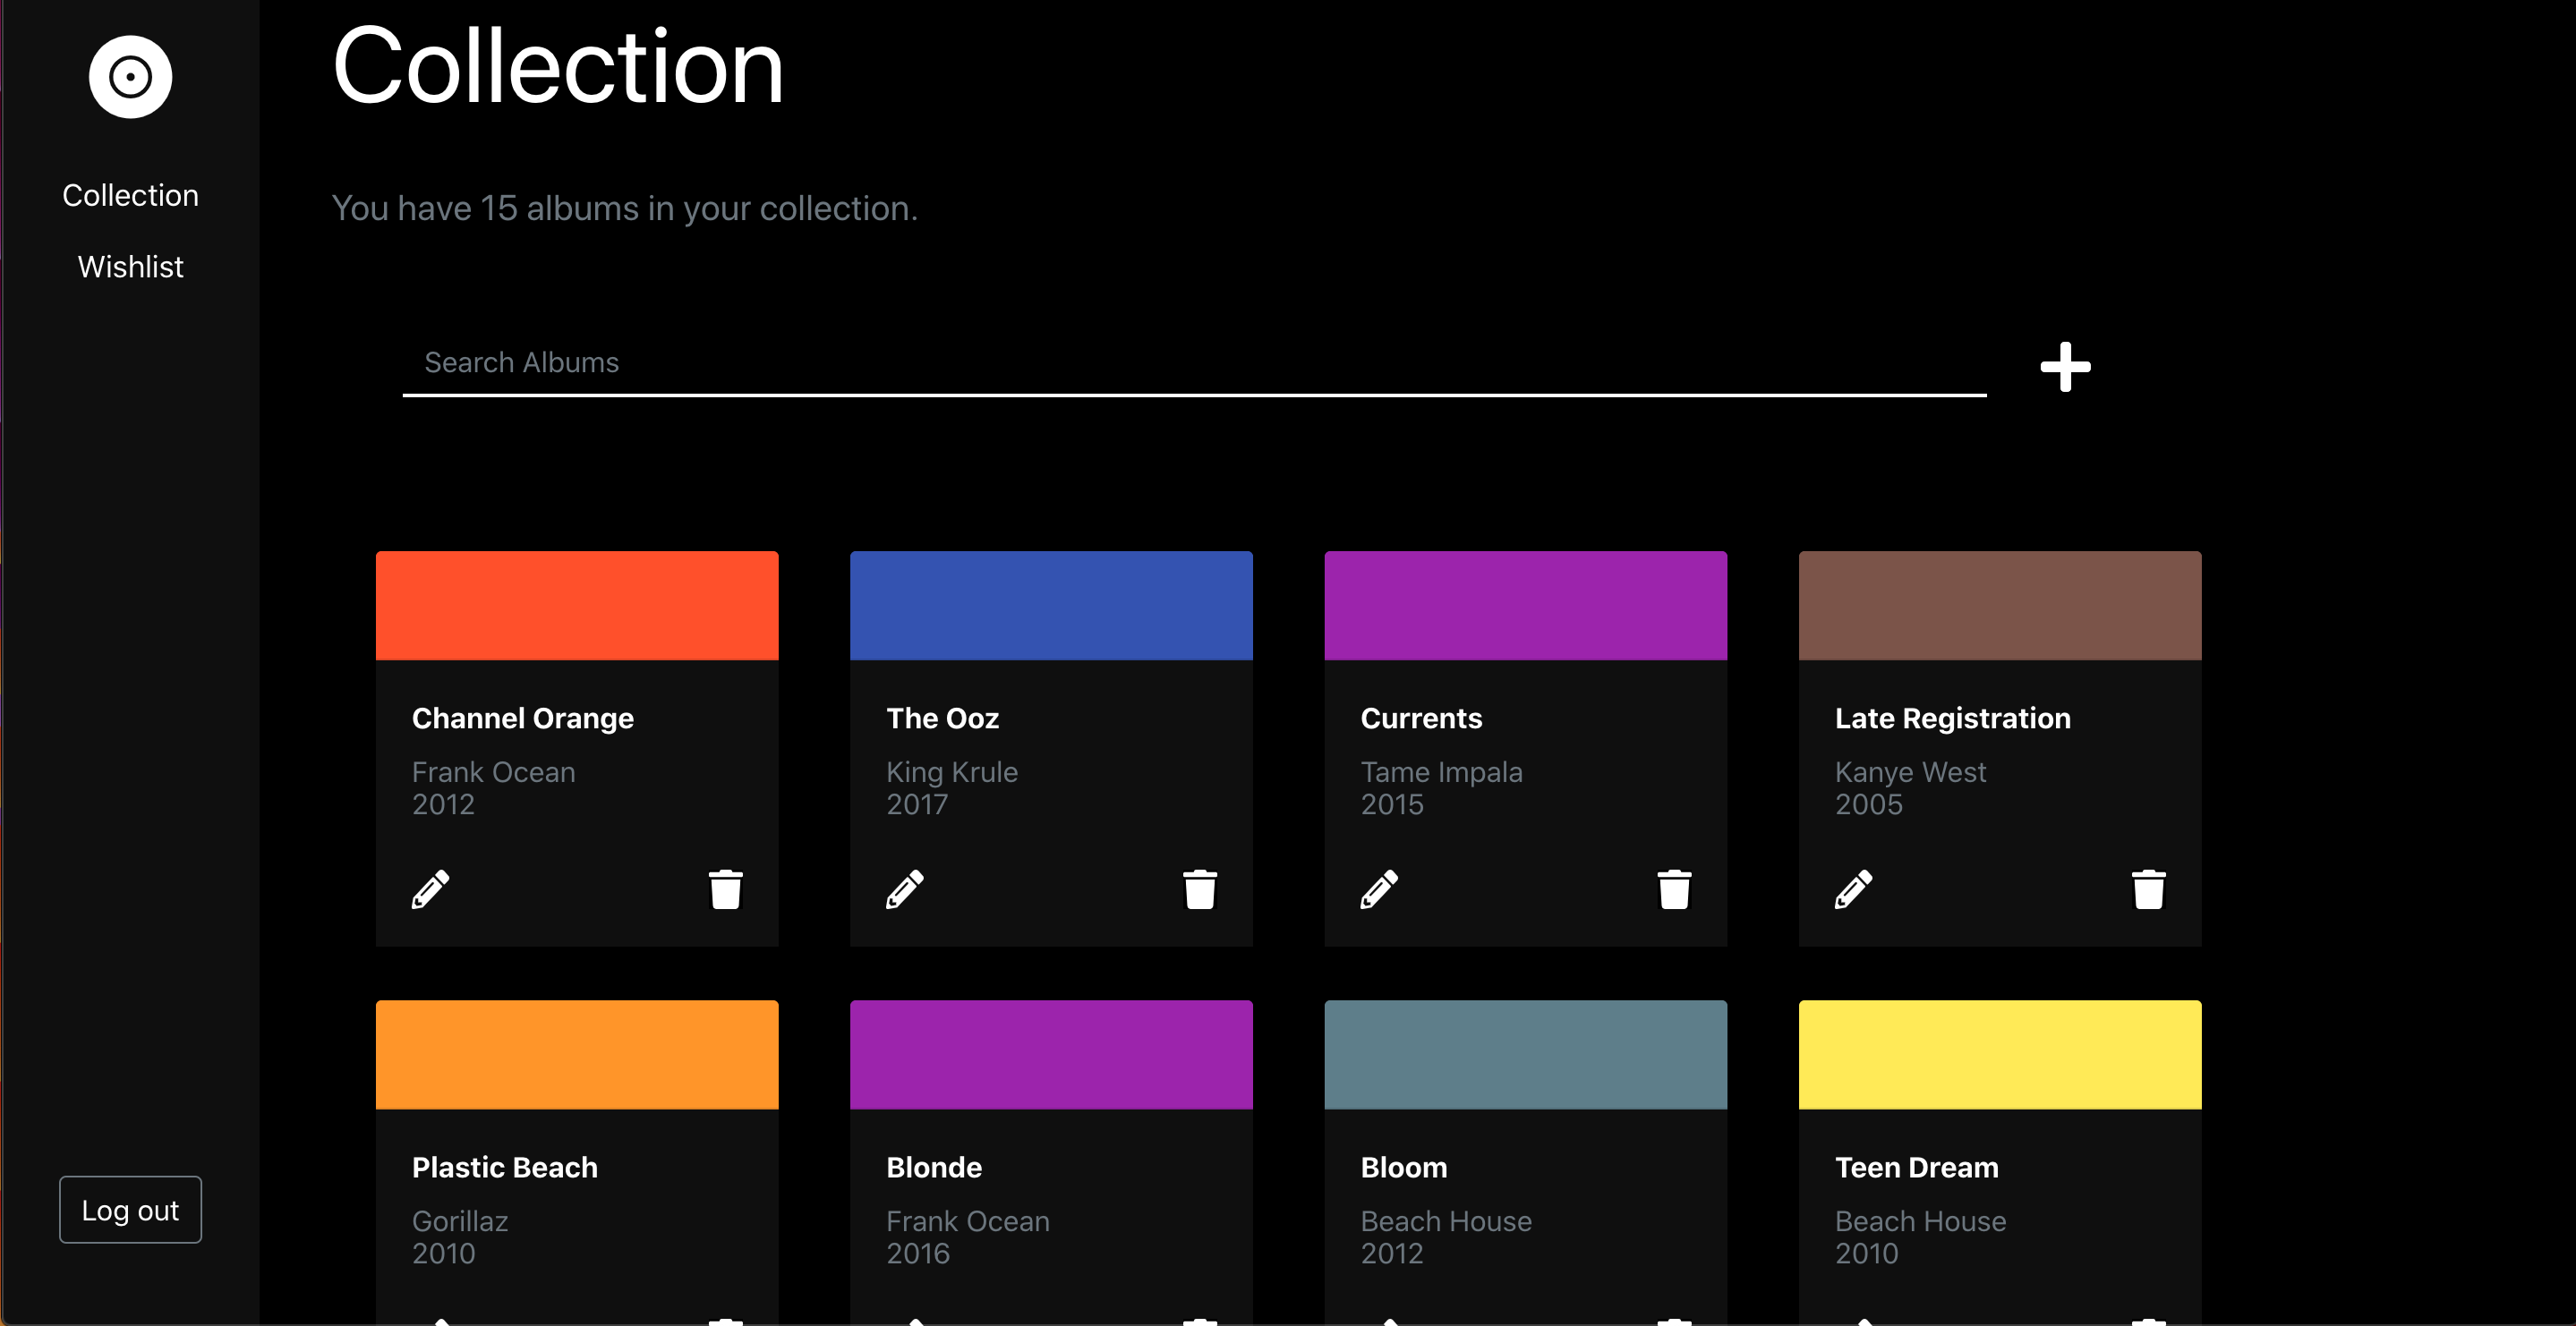 Collection
Collection
Wishlist
Log out
You have 15 albums in your collection.
Search Albums
Channel Orange
Frank Ocean
2012
The Ooz
King Krule
2017
Currents
Tame Impala
2015
Late Registration
Kanye West
2005
Plastic Beach
Gorillaz
2010
Blonde
Frank Ocean
2016
Bloom
Beach House
2012
Teen Dream
Beach House
2010